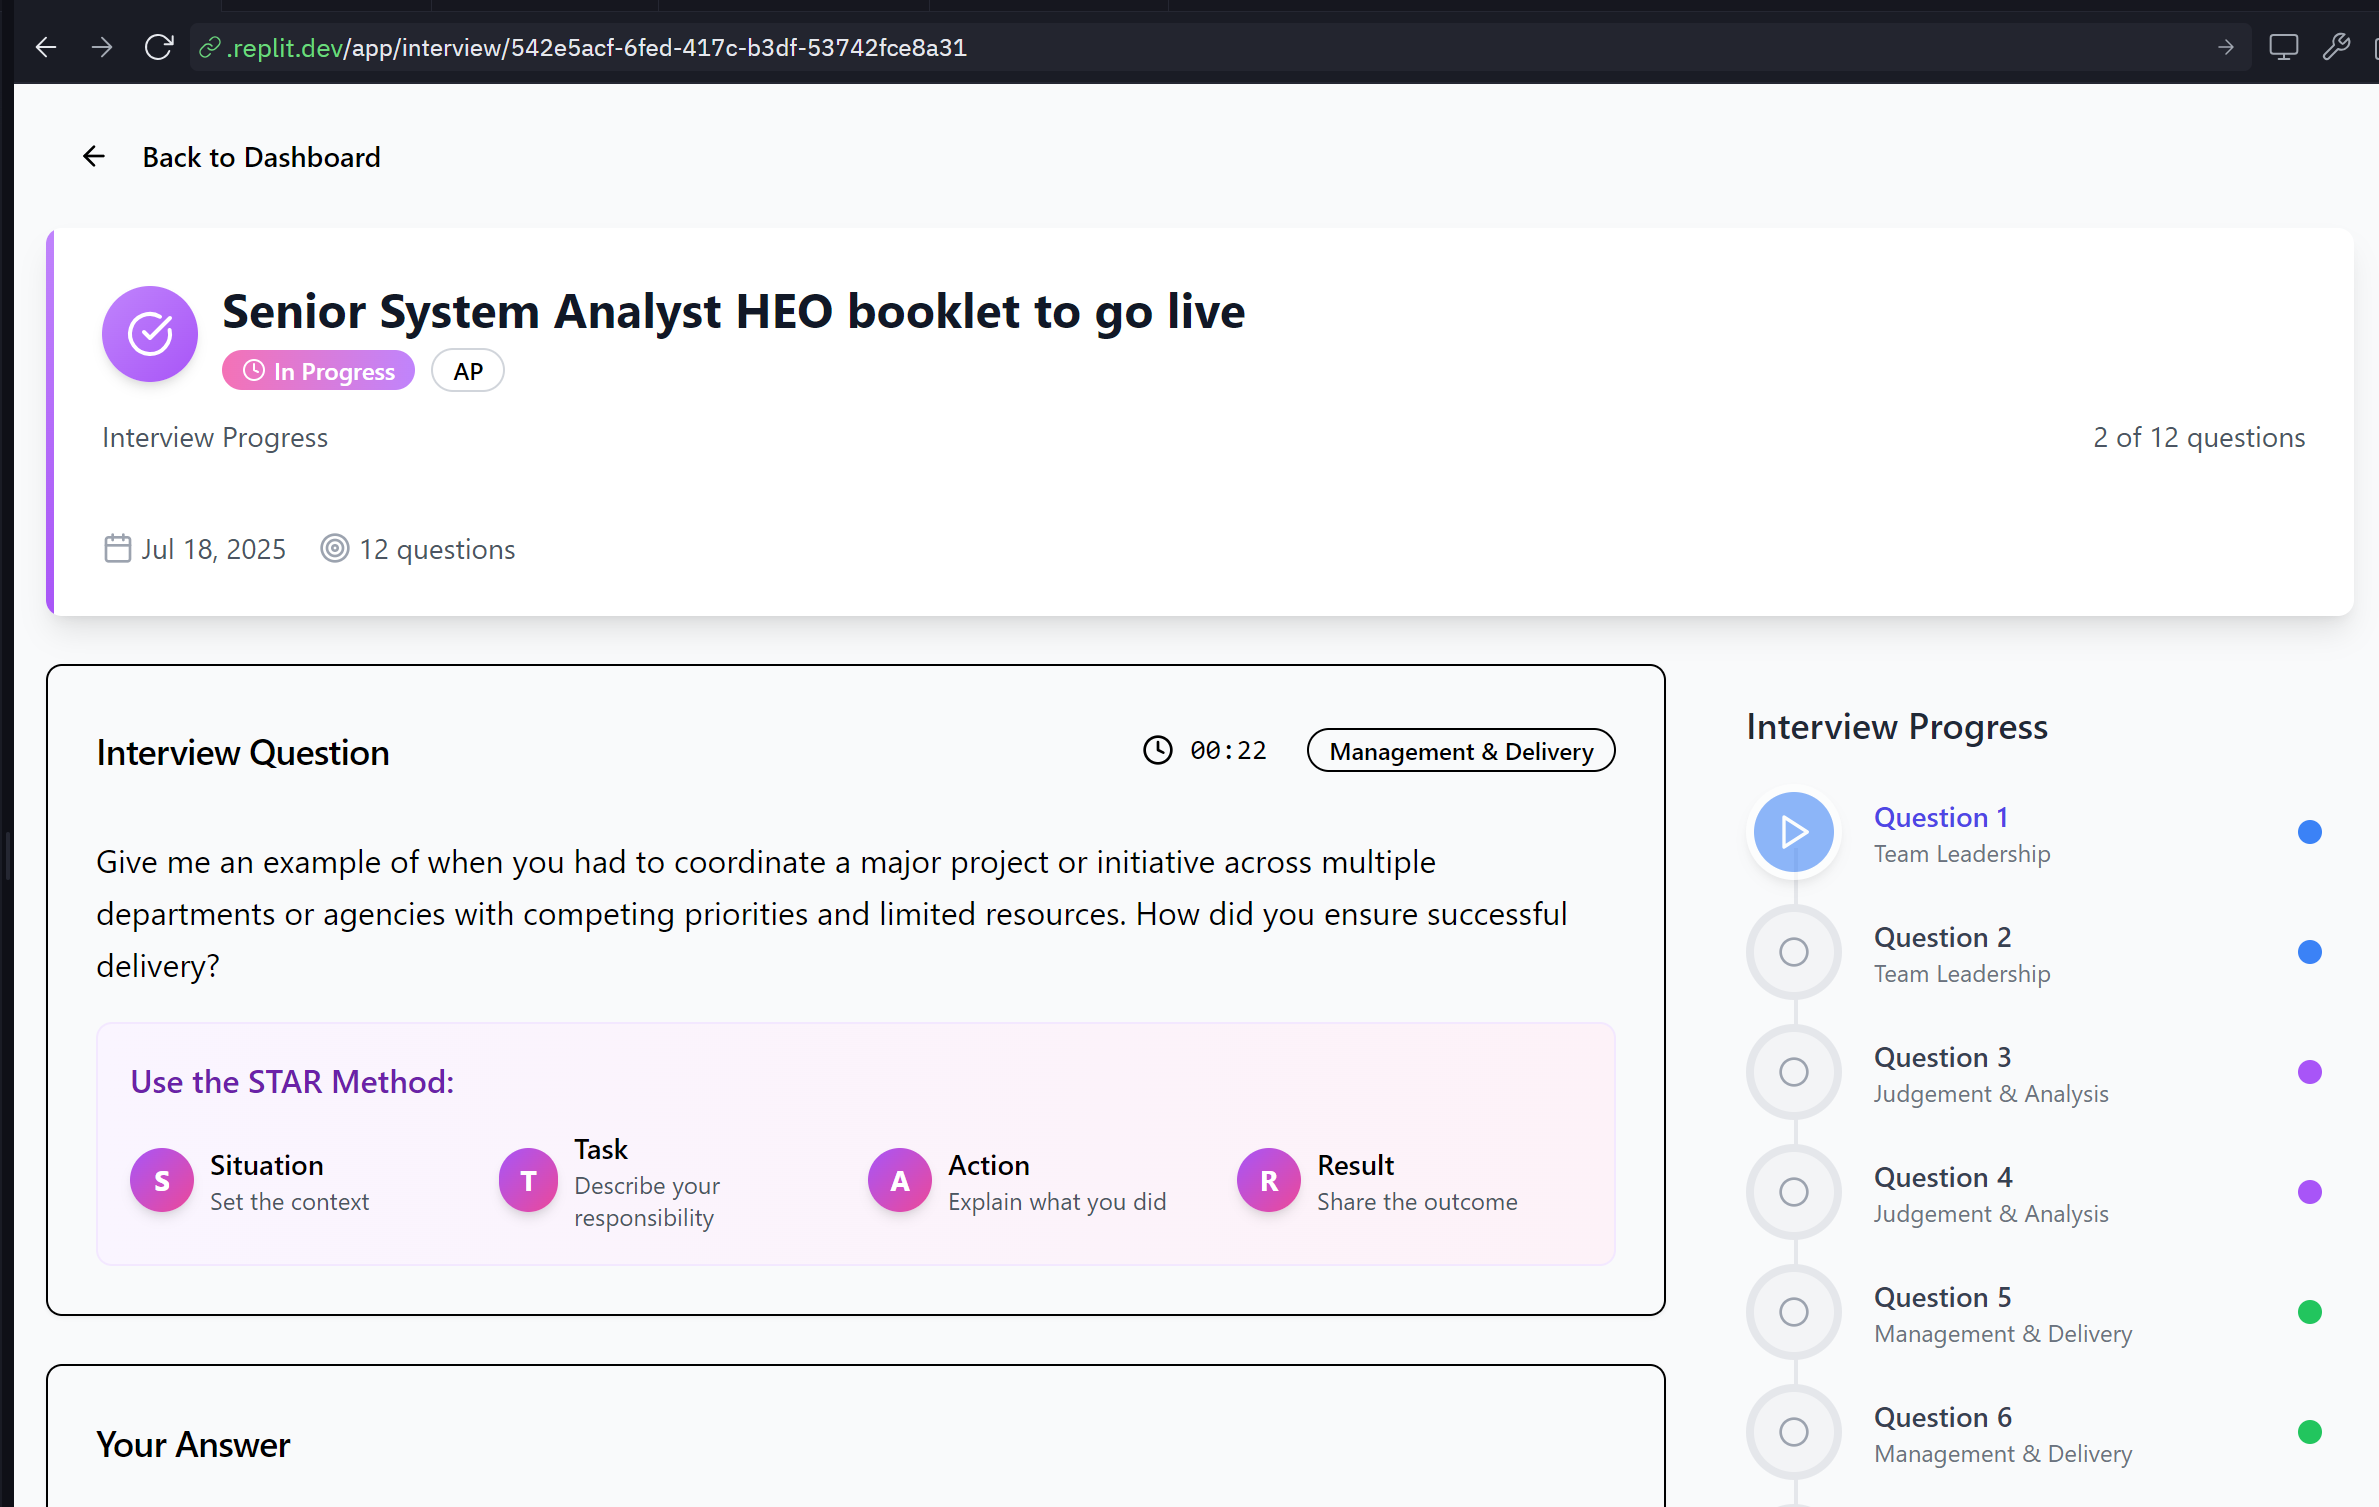 .replit.dev/app/interview/542e5acf-6fed-417c-b3df-53742fce8a31
Back to Dashboard
Senior System Analyst HEO booklet to go live
In Progress
AP
Interview Progress
2 of 12 questions
Jul 18, 2025
12 questions
Interview Question
00:22
Management & Delivery
Give me an example of when you had to coordinate a major project or initiative across multiple
departments or agencies with competing priorities and limited resources. How did you ensure successful
delivery?
Use the STAR Method:
S
Situation
Set the context
T
Task
Describe your
responsibility
A
Action
Explain what you did
R
Result
Share the outcome
Your Answer
Interview Progress
Question 1
Team Leadership
Question 2
Team Leadership
Question 3
Judgement & Analysis
Question 4
Judgement & Analysis
Question 5
Management & Delivery
Question 6
Management & Delivery